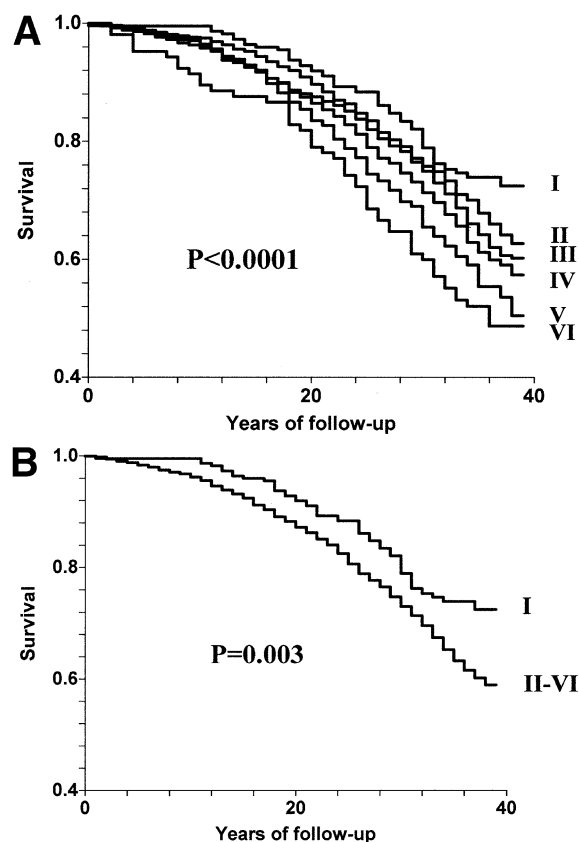 A
1.0
0.8
0.6
0.4
Survival
P<0.0001
I
II
III
IV
V
VI
0
20
40
Years of follow-up
B
1.0
0.8
0.6
0.4
Survival
P=0.003
I
II-VI
0
20
40
Years of follow-up